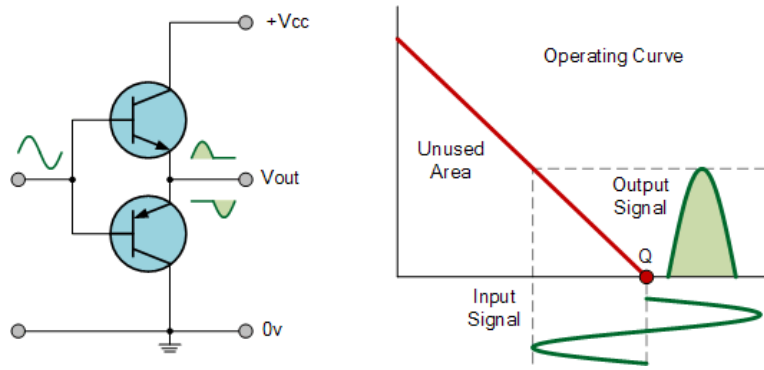 +Vcc
Vout
0v
Operating Curve
Unused
Area
Output
Signal
Q
Input
Signal